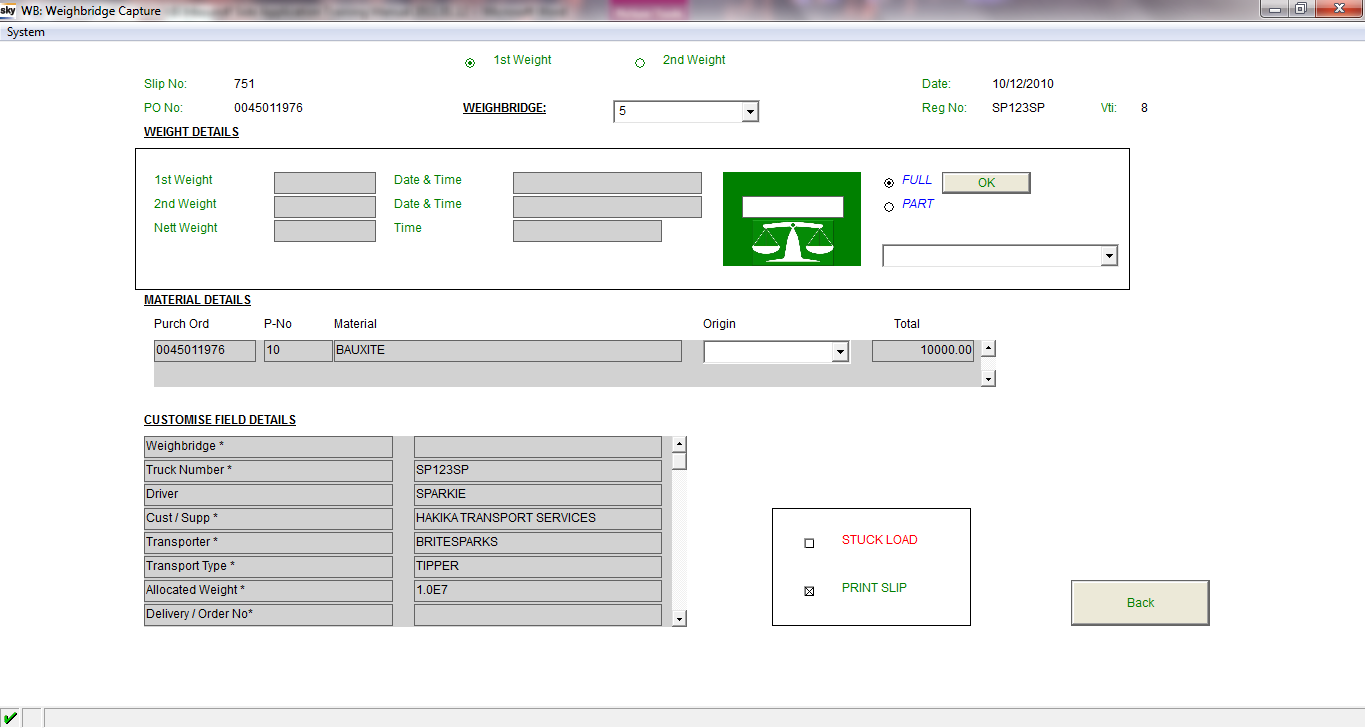 sky WB: Weighbridge Capture
System
1st Weight 2nd Weight
Slip No: 751 Date: 10/12/2010
PO No: 0045011976 WEIGHBRIDGE: 5 Reg No: SP123SP Vti: 8
WEIGHT DETAILS
1st Weight Date & Time FULL OK
2nd Weight Date & Time PART
Nett Weight Time
MATERIAL DETAILS
Purch Ord P-No Material Origin Total
0045011976 10 BAUXITE 10000.00
CUSTOMISE FIELD DETAILS
Weighbridge *
Truck Number * SP123SP
Driver SPARKIE
Cust / Supp * HAKIKA TRANSPORT SERVICES
Transporter * BRITESPARKS
Transport Type * TIPPER
Allocated Weight * 1.0E7
Delivery / Order No*
STUCK LOAD
PRINT SLIP
Back